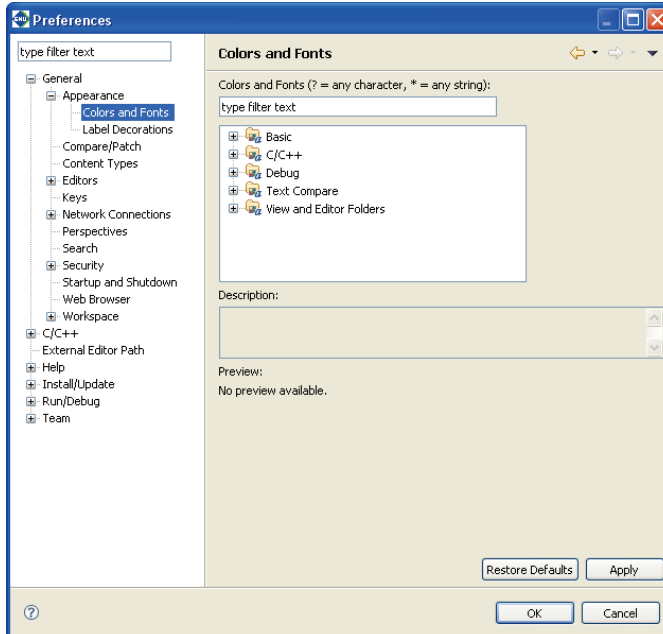 Preferences
type filter text
General
Appearance
Colors and Fonts
Label Decorations
Compare/Patch
Content Types
Editors
Keys
Network Connections
Perspectives
Search
Security
Startup and Shutdown
Web Browser
Workspace
C/C++
External Editor Path
Help
Install/Update
Run/Debug
Team
Colors and Fonts
Colors and Fonts (? = any character, * = any string):
type filter text
Basic
C/C++
Debug
Text Compare
View and Editor Folders
Description:
Preview:
No preview available.
Restore Defaults Apply
OK Cancel